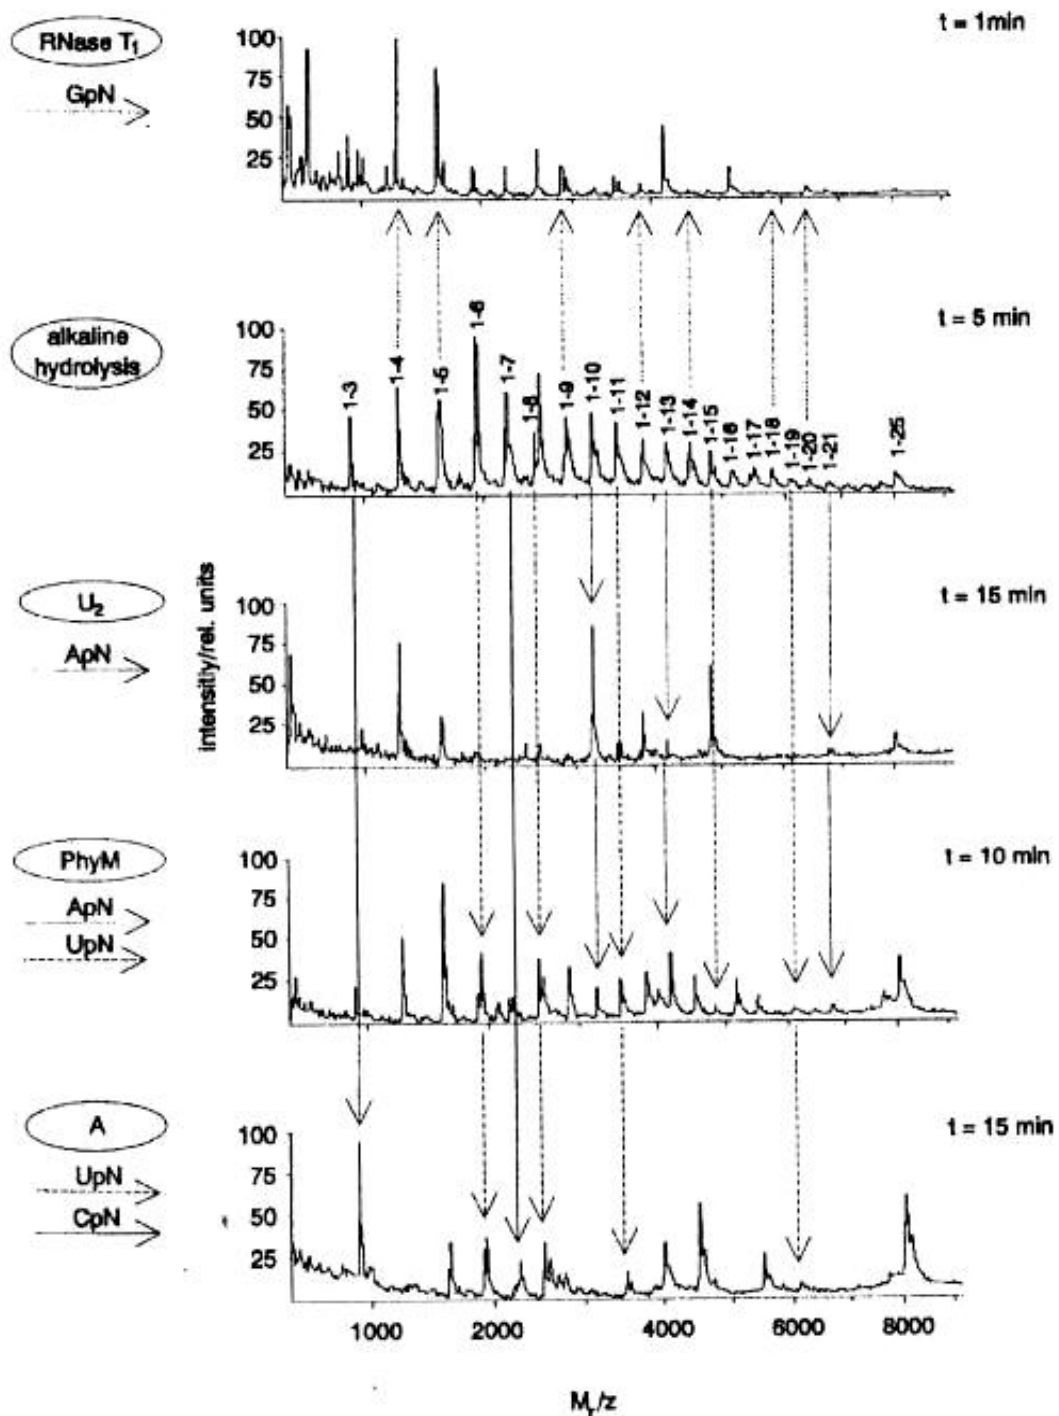 RNase T₁
GpN
t = 1min
100
75
50
25
alkaline
hydrolysis
t = 5 min
100
75
50
25
1-3
1-4
1-5
1-6
1-7
1-8
1-9
1-10
1-11
1-12
1-13
1-14
1-15
1-16
1-17
1-18
1-19
1-20
1-21
1-25
U₂
ApN
t = 15 min
100
75
50
25
intensitiy/rel. units
PhyM
ApN
UpN
t = 10 min
100
75
50
25
A
UpN
CpN
t = 15 min
100
75
50
25
1000 2000 4000 6000 8000
Mᵣ/z